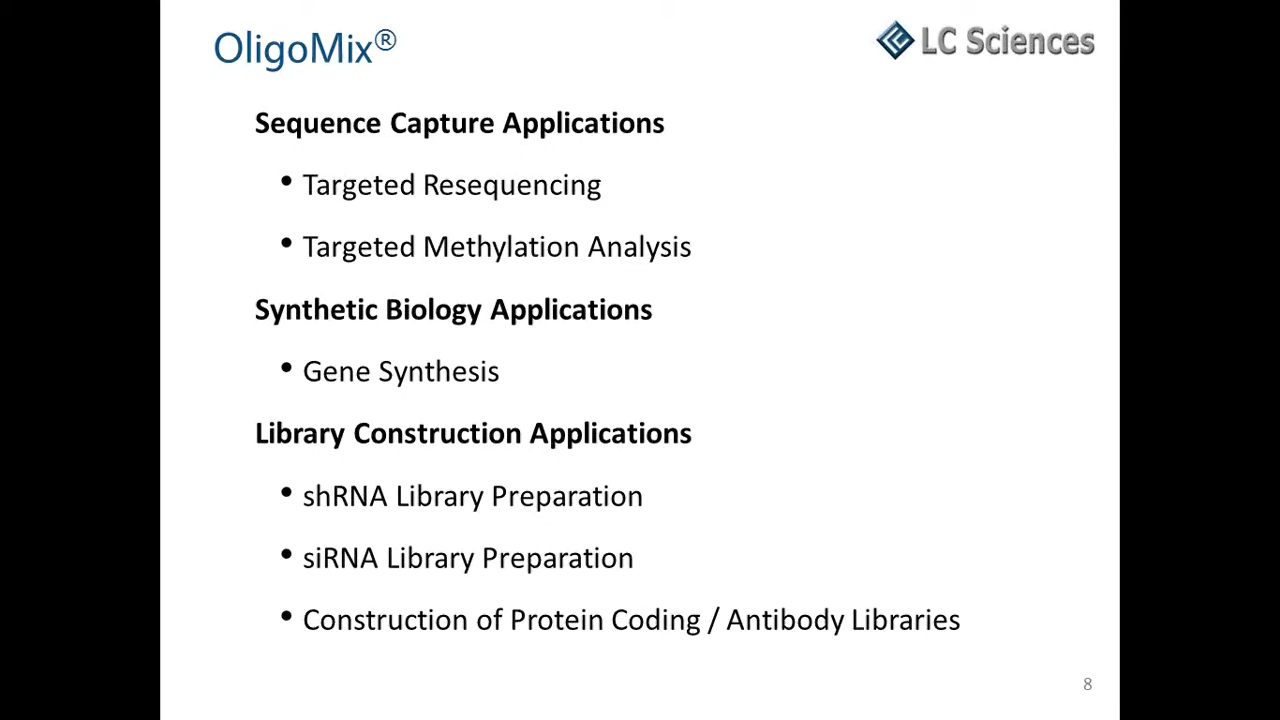 OligoMix®
LC Sciences
Sequence Capture Applications
• Targeted Resequencing
• Targeted Methylation Analysis
Synthetic Biology Applications
• Gene Synthesis
Library Construction Applications
• shRNA Library Preparation
• siRNA Library Preparation
• Construction of Protein Coding / Antibody Libraries
8